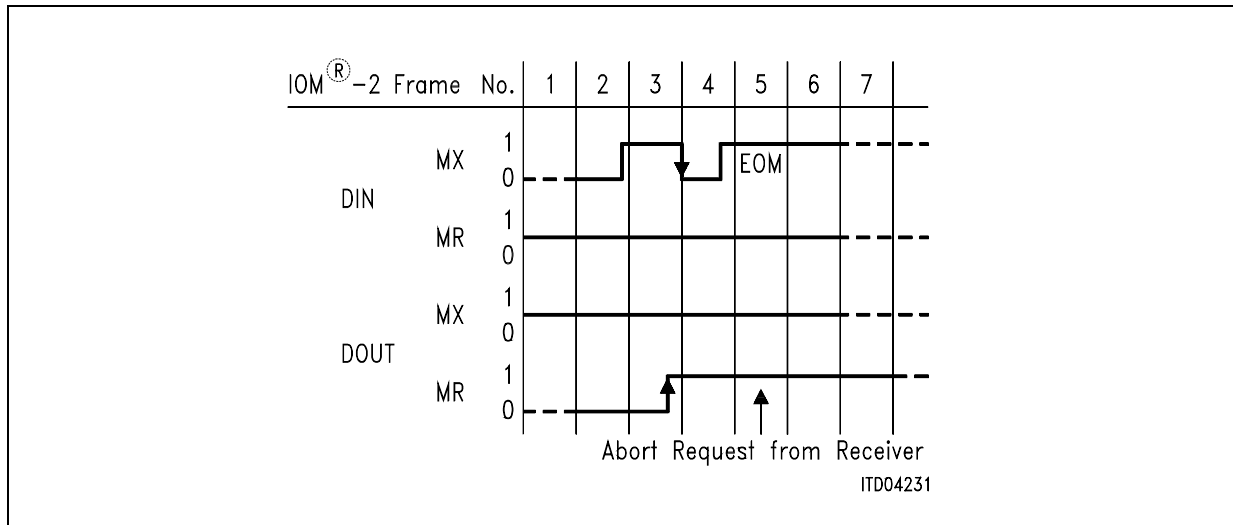 IOM®-2 Frame No. 1 2 3 4 5 6 7
MX 1
0
EOM
DIN
MR 1
0
MX 1
0
DOUT
MR 1
0
Abort Request from Receiver
ITD04231